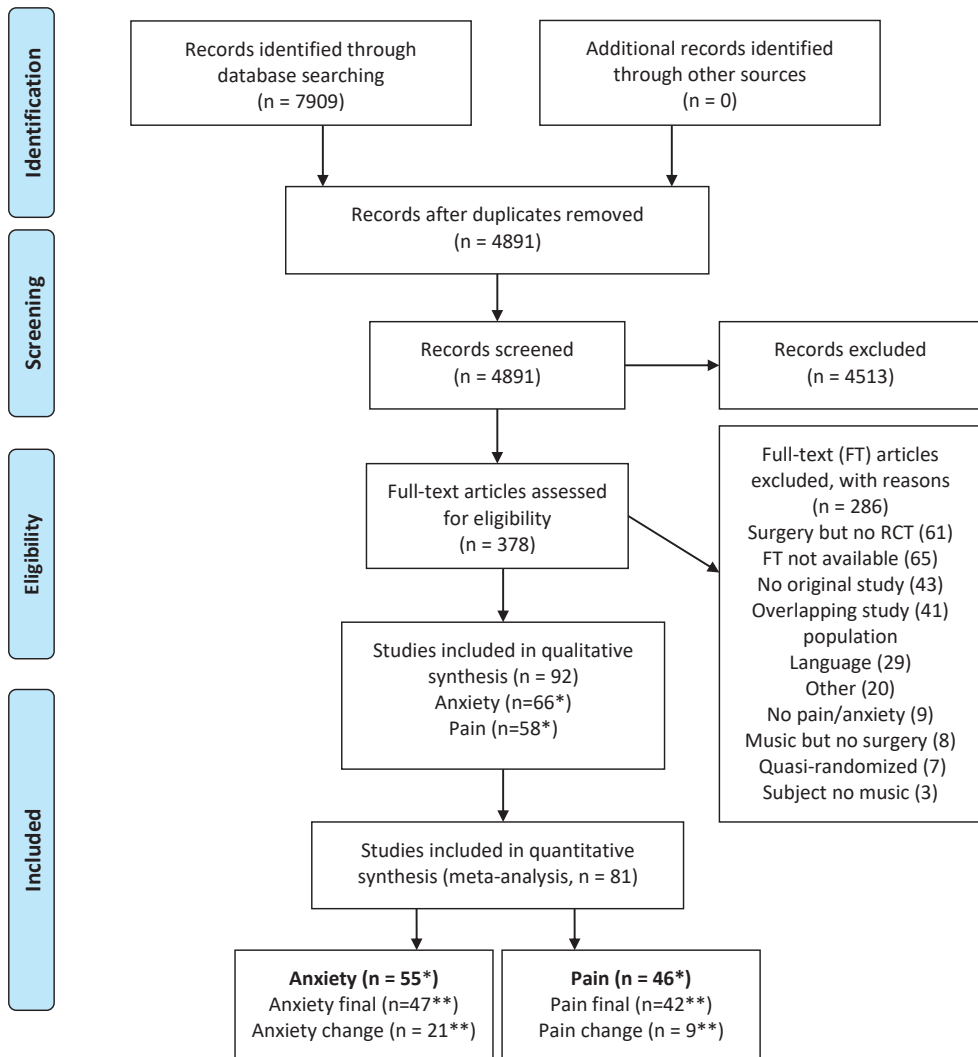 Identification
Records identified through
database searching
(n = 7909)
Additional records identified
through other sources
(n = 0)
Records after duplicates removed
(n = 4891)
Screening
Records screened
(n = 4891)
Records excluded
(n = 4513)
Eligibility
Full-text articles assessed
for eligibility
n = 378)
Full-text (FT) articles
excluded, with reasons
(n = 286)
Surgery but no RCT (61)
FT not available (65)
No original study (43)
Overlapping study (41)
population
Language (29)
Other (20)
No pain/anxiety (9)
Music but no surgery (8)
Quasi-randomized (7)
Subject no music (3)
Studies included in qualitative
synthesis (n = 92)
Anxiety (n=66*)
Pain (n=58*)
Included
Studies included in quantitative
synthesis (meta-analysis, n = 81)
Anxiety (n = 55*)
Anxiety final (n=47**)
Anxiety change (n = 21**)
Pain (n = 46*)
Pain final (n=42**)
Pain change (n = 9**)